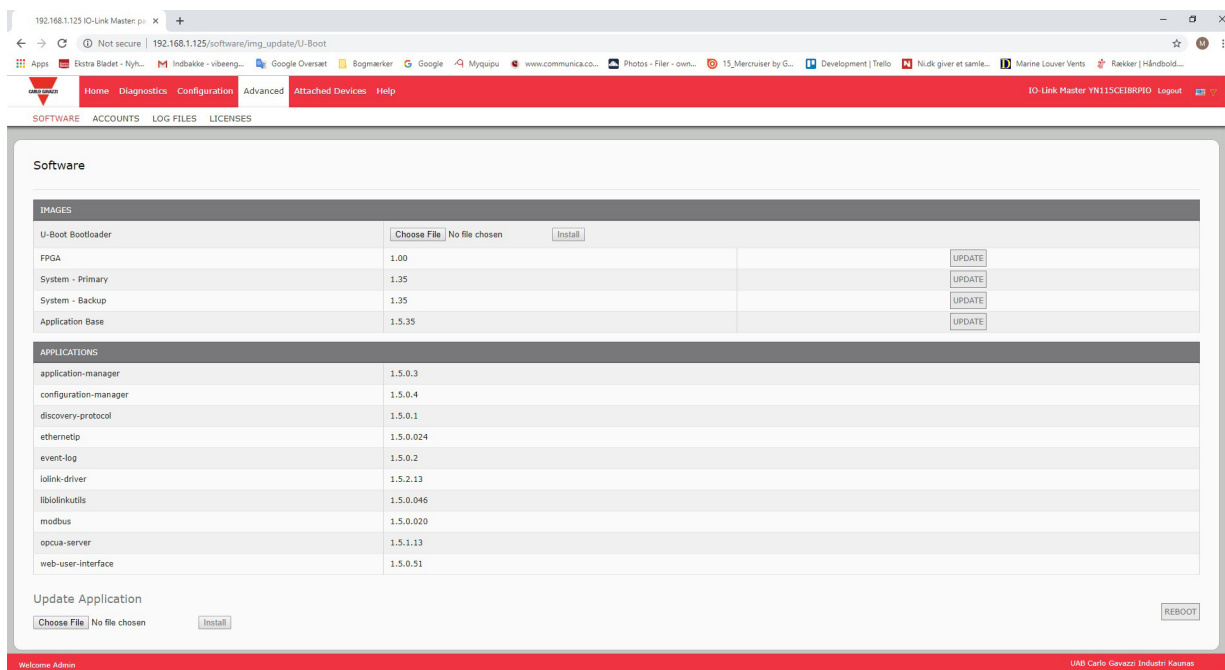 192.168.1.125 IO-Link Master: pa
Not secure 192.168.1.125/software/img_update/U-Boot
M
Apps Ekstra Bladet - Nyh... Indbakke - vibeeng... Google Oversæt Bogmærker Google Myquipu www.communica.co... Photos - Filer - own... 15_Mercruiser by G... Development | Trello Ni.dk giver et samle... Marine Louver Vents Rækker | Håndbold....
CARLO GAVAZZI
Home Diagnostics Configuration Advanced Attached Devices Help IO-Link Master YN115CEI8RPIO Logout
SOFTWARE ACCOUNTS LOG FILES LICENSES
Software
IMAGES
U-Boot Bootloader Choose File No file chosen Install
FPGA 1.00 UPDATE
System - Primary 1.35 UPDATE
System - Backup 1.35 UPDATE
Application Base 1.5.35 UPDATE
APPLICATIONS
application-manager 1.5.0.3
configuration-manager 1.5.0.4
discovery-protocol 1.5.0.1
ethernetip 1.5.0.024
event-log 1.5.0.2
iolink-driver 1.5.2.13
libiolinkutils 1.5.0.046
modbus 1.5.0.020
opcua-server 1.5.1.13
web-user-interface 1.5.0.51
Update Application
REBOOT
Choose File No file chosen Install
Welcome Admin UAB Carlo Gavazzi Industri Kaunas